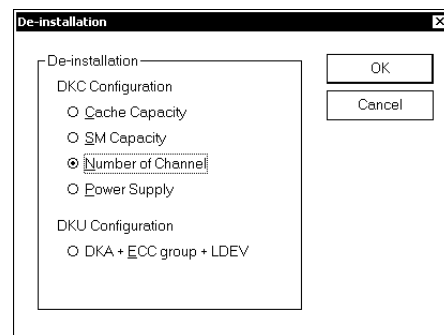 De-installation
De-installation
DKC Configuration
Cache Capacity
SM Capacity
Number of Channel
Power Supply
DKU Configuration
DKA + ECC group + LDEV
OK
Cancel